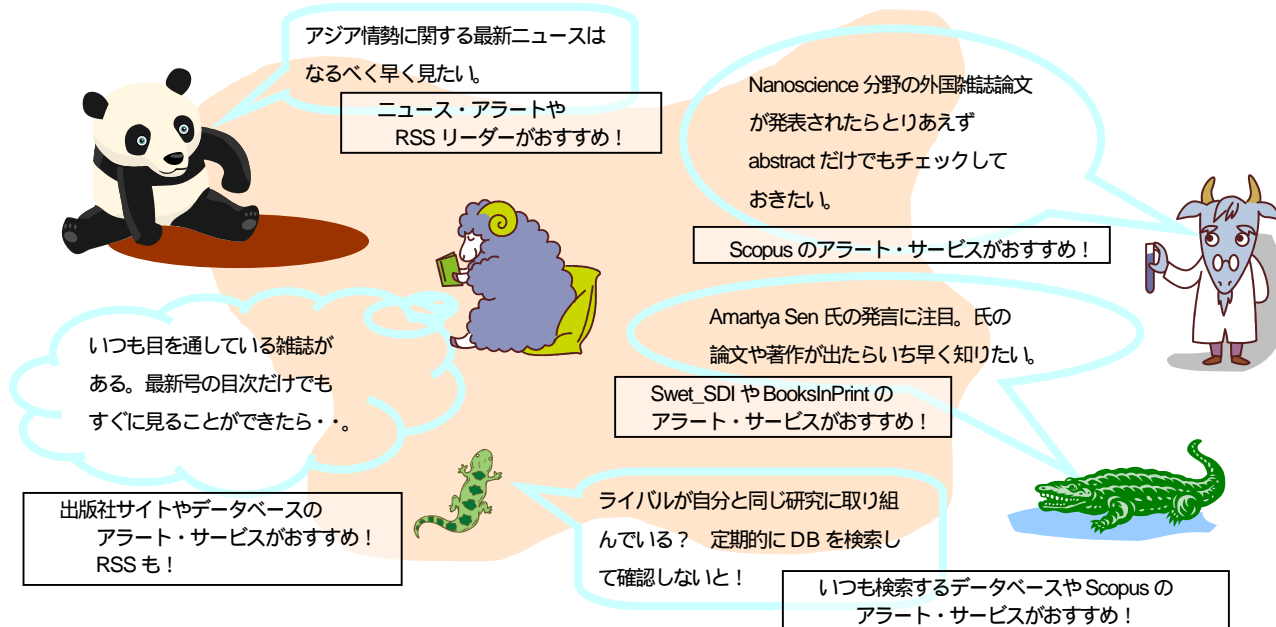 アジア情勢に関する最新ニュースは
なるべく早く見たい。
ニュース・アラートや
RSS リーダーがおすすめ！
Nanoscience 分野の外国雑誌論文
が発表されたらとりあえず
abstract だけでもチェックして
おきたい。
Scopus のアラート・サービスがおすすめ！
いつも目を通している雑誌が
ある。最新号の目次だけでも
すぐに見ることができたら・・。
出版社サイトやデータベースの
アラート・サービスがおすすめ！
RSS も！
Amartya Sen 氏の発言に注目。氏の
論文や著作が出たらいち早く知りたい。
Swet_SDI や BooksInPrint の
アラート・サービスがおすすめ！
ライバルが自分と同じ研究に取り組
んでいる？　定期的に DB を検索し
て確認しないと！
いつも検索するデータベースや Scopus の
アラート・サービスがおすすめ！